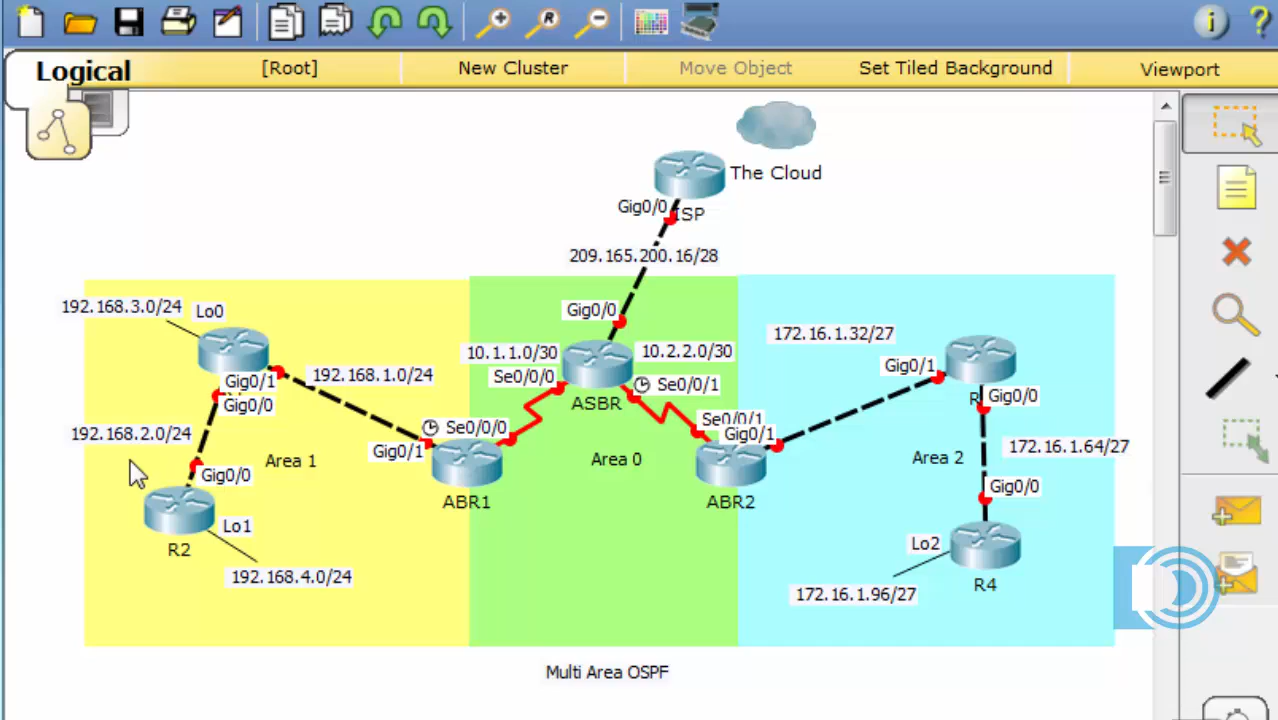 Logical
[Root]
New Cluster
Move Object
Set Tiled Background
Viewport
The Cloud
Gig0/0
ISP
209.165.200.16/28
192.168.3.0/24
Lo0
Gig0/0
10.1.1.0/30
10.2.2.0/30
172.16.1.32/27
Gig0/1
192.168.1.0/24
Se0/0/0
Se0/0/1
Gig0/1
Gig0/0
ASBR
R
Gig0/0
192.168.2.0/24
Se0/0/0
Se0/0/1
Gig0/1
Gig0/1
172.16.1.64/27
Area 1
Area 0
Area 2
Gig0/0
Gig0/0
ABR1
ABR2
Lo1
R2
Lo2
R4
192.168.4.0/24
172.16.1.96/27
Multi Area OSPF